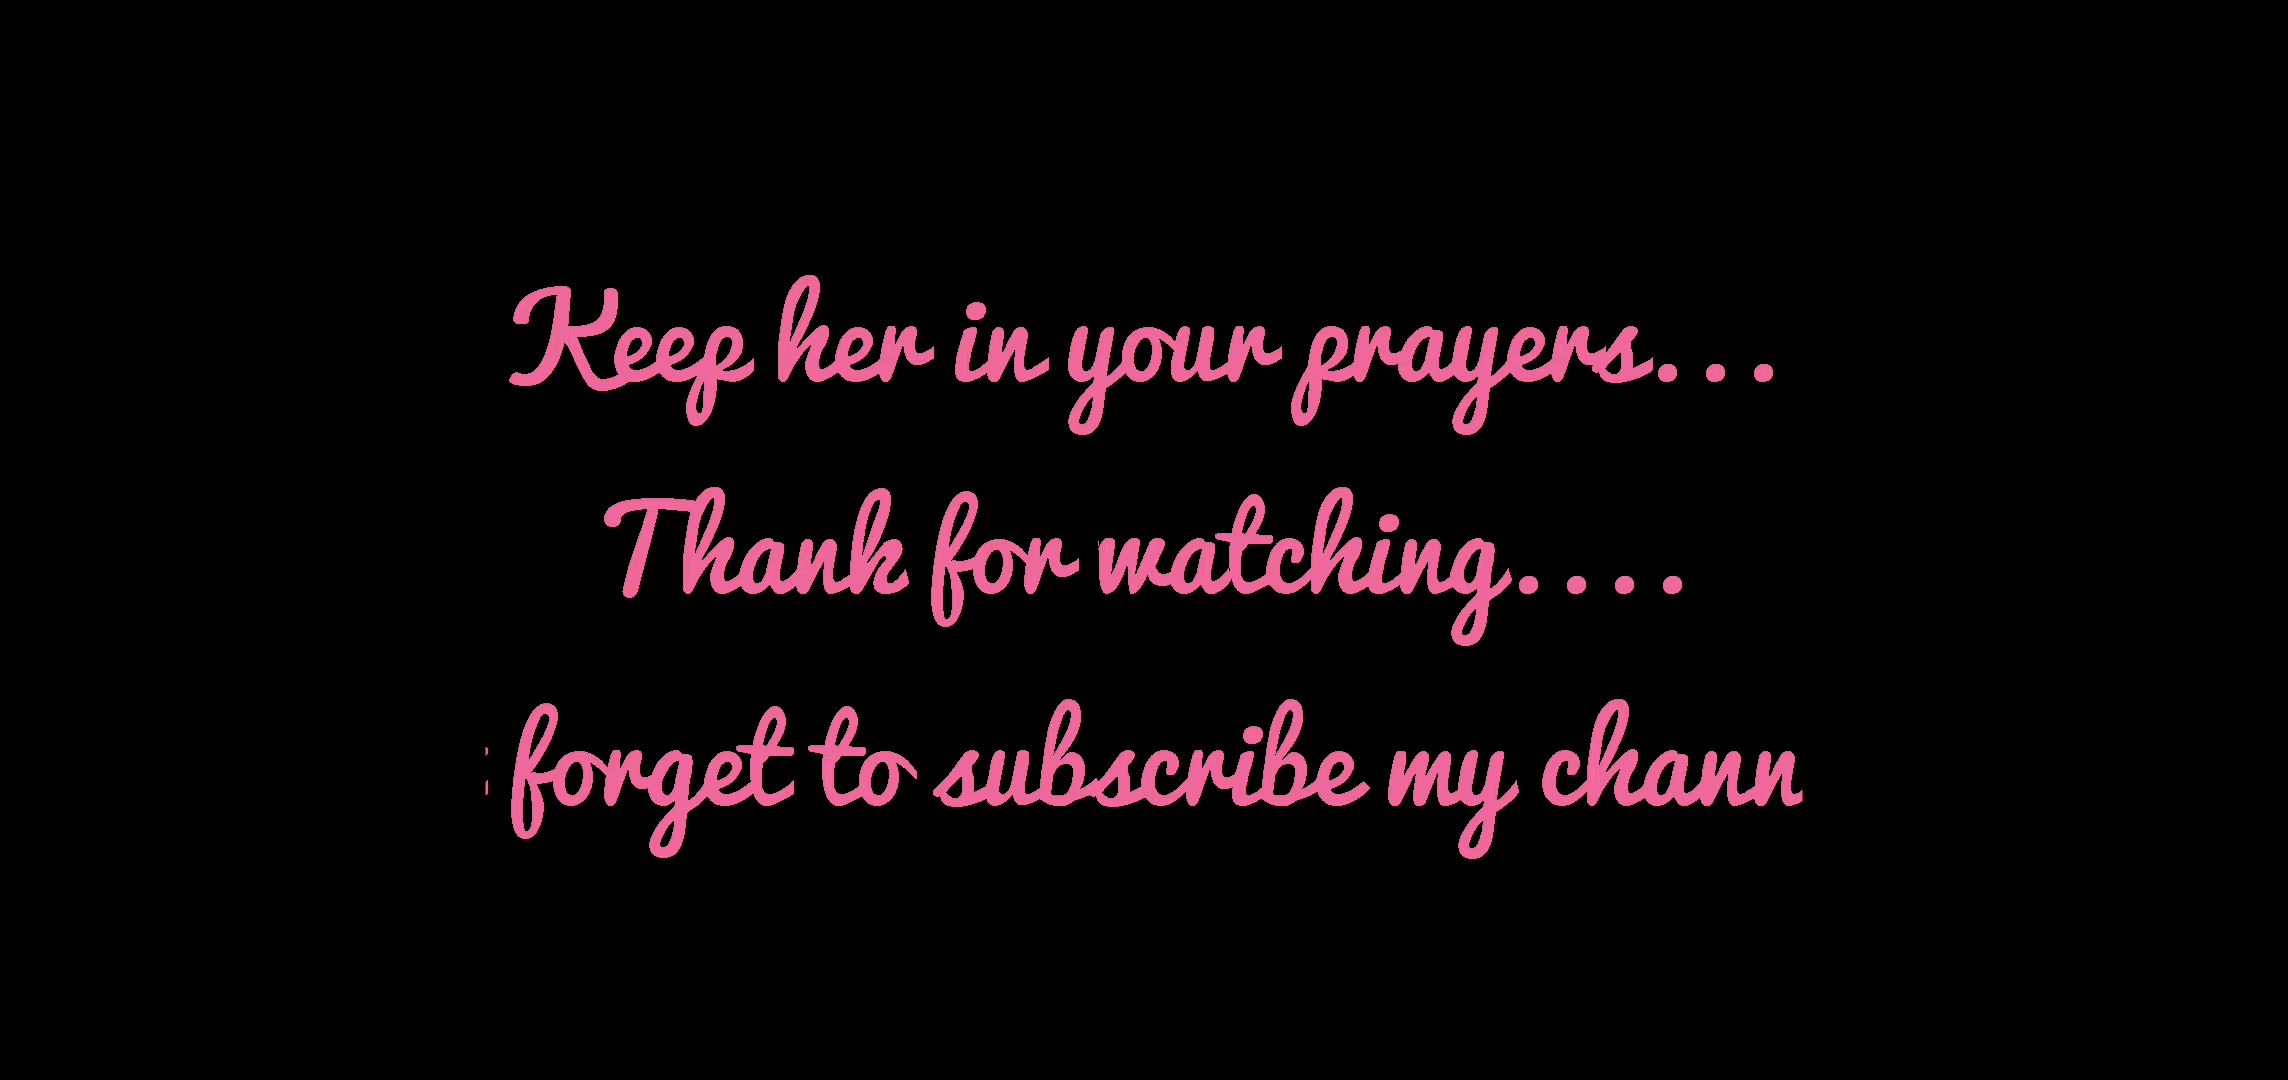 Keep her in your prayers...
Thank for watching....
forget to subscribe my chann